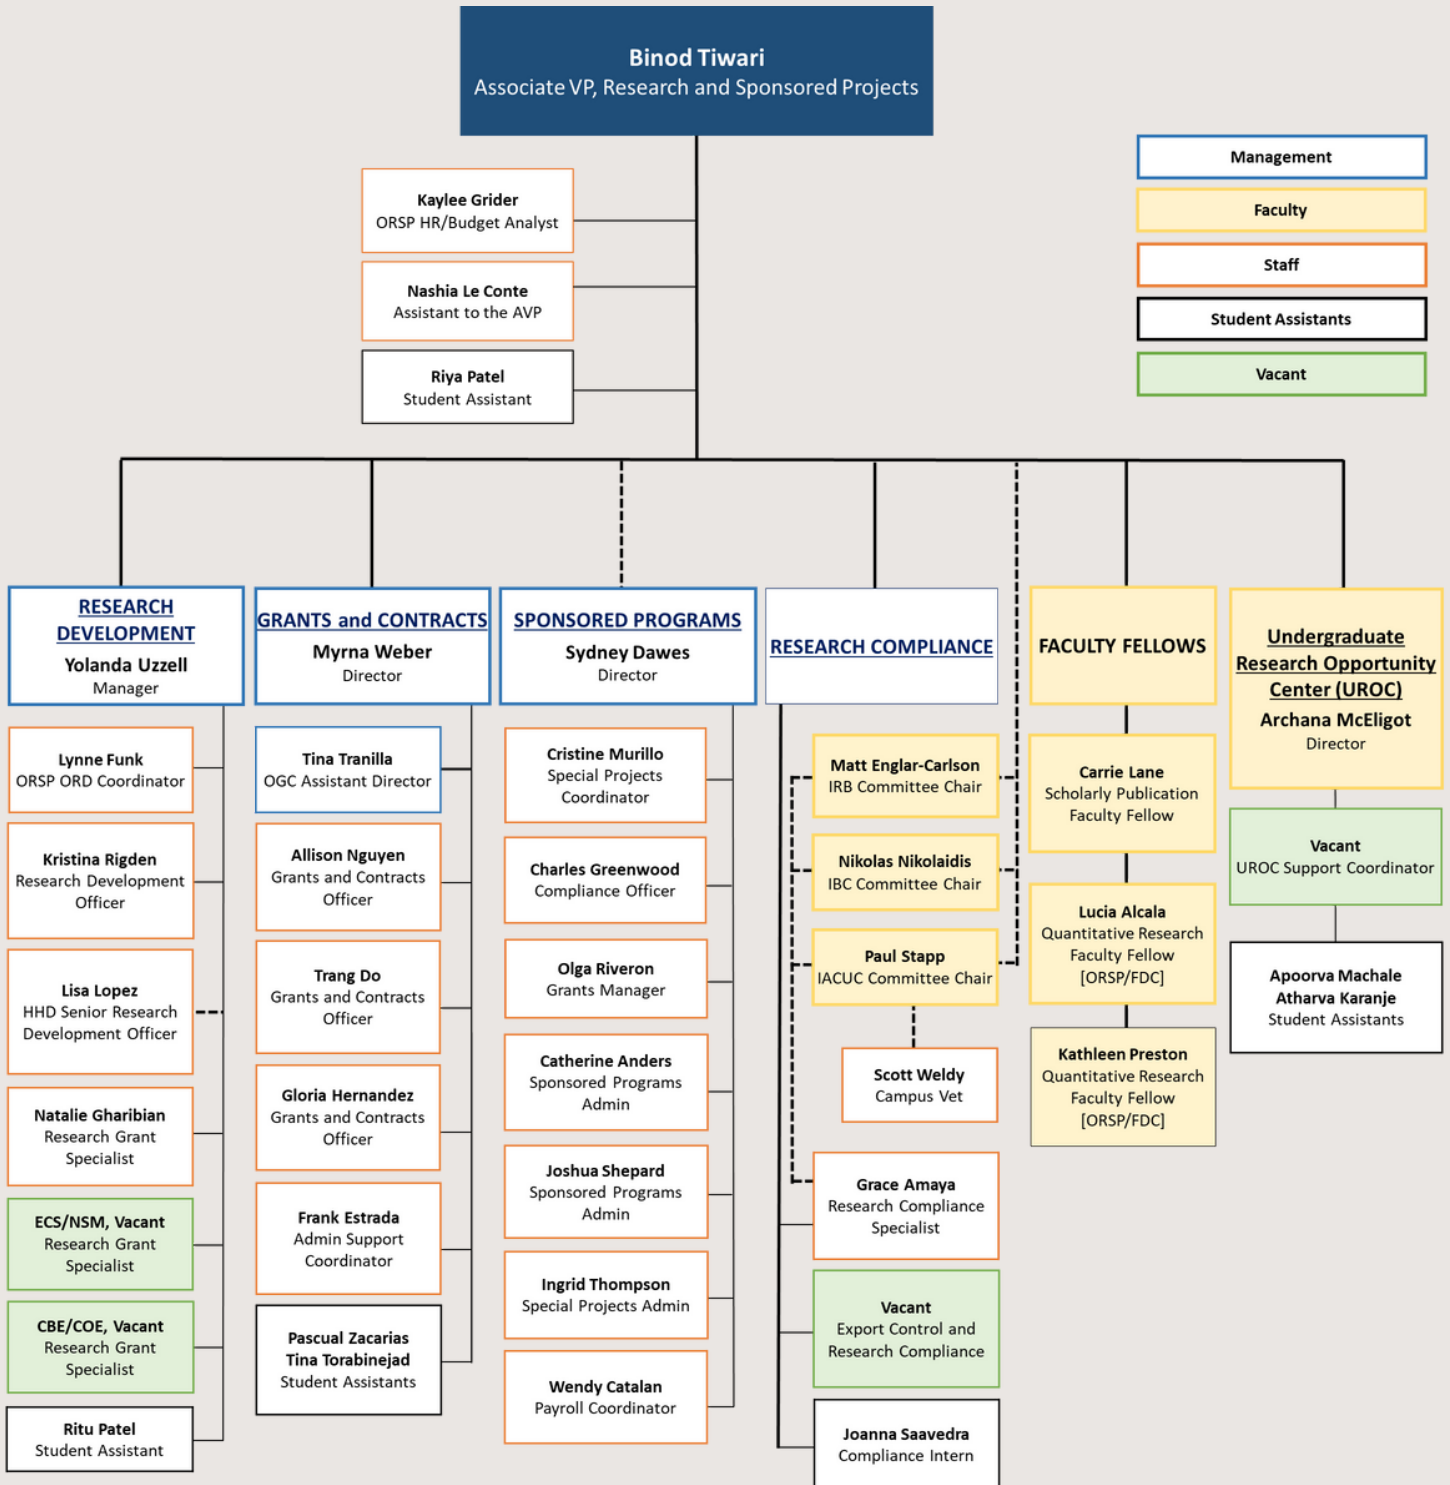 Binod Tiwari
Associate VP, Research and Sponsored Projects
Kaylee Grider
ORSP HR/Budget Analyst
Nashia Le Conte
Assistant to the AVP
Riya Patel
Student Assistant
Management
Faculty
Staff
Student Assistants
Vacant
RESEARCH
DEVELOPMENT
Yolanda Uzzell
Manager
Lynne Funk
ORSP ORD Coordinator
Kristina Rigden
Research Development
Officer
Lisa Lopez
HHD Senior Research
Development Officer
Natalie Gharibian
Research Grant
Specialist
ECS/NSM, Vacant
Research Grant
Specialist
CBE/COE, Vacant
Research Grant
Specialist
Ritu Patel
Student Assistant
GRANTS and CONTRACTS
Myrna Weber
Director
Tina Tranilla
OGC Assistant Director
Allison Nguyen
Grants and Contracts
Officer
Trang Do
Grants and Contracts
Officer
Gloria Hernandez
Grants and Contracts
Officer
Frank Estrada
Admin Support
Coordinator
Pascual Zacarias
Tina Torabinejad
Student Assistants
SPONSORED PROGRAMS
Sydney Dawes
Director
Cristine Murillo
Special Projects
Coordinator
Charles Greenwood
Compliance Officer
Olga Riveron
Grants Manager
Catherine Anders
Sponsored Programs
Admin
Joshua Shepard
Sponsored Programs
Admin
Ingrid Thompson
Special Projects Admin
Wendy Catalan
Payroll Coordinator
RESEARCH COMPLIANCE
Matt Englar-Carlson
IRB Committee Chair
Nikolas Nikolaidis
IBC Committee Chair
Paul Stapp
IACUC Committee Chair
Scott Weldy
Campus Vet
Grace Amaya
Research Compliance
Specialist
Vacant
Export Control and
Research Compliance
Joanna Saavedra
Compliance Intern
FACULTY FELLOWS
Carrie Lane
Scholarly Publication
Faculty Fellow
Lucia Alcala
Quantitative Research
Faculty Fellow
[ORSP/FDC]
Kathleen Preston
Quantitative Research
Faculty Fellow
[ORSP/FDC]
Undergraduate
Research Opportunity
Center (UROC)
Archana McEligot
Director
Vacant
UROC Support Coordinator
Apoorva Machale
Atharva Karanje
Student Assistants